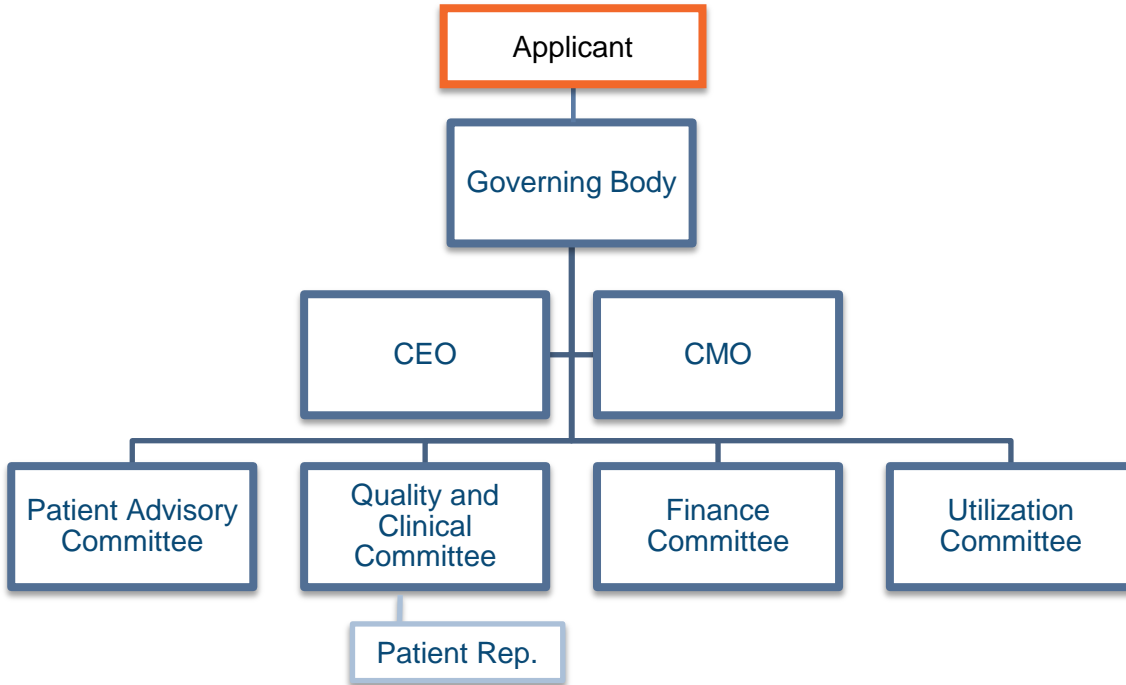 Applicant
Governing Body
CEO
CMO
Patient Advisory
Committee
Quality and
Clinical
Committee
Finance
Committee
Utilization
Committee
Patient Rep.